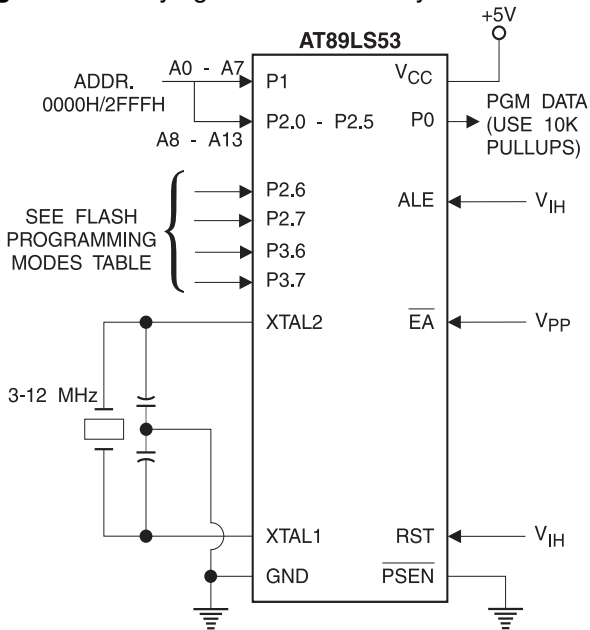 +5V
AT89LS53
A0 - A7
ADDR.
0000H/2FFFH
P1
VCC
A8 - A13
P2.0 - P2.5
P0
PGM DATA
(USE 10K
PULLUPS)
SEE FLASH
PROGRAMMING
MODES TABLE
P2.6
P2.7
P3.6
P3.7
ALE
VIH
XTAL2
EA
VPP
3-12 MHz
XTAL1
RST
VIH
GND
PSEN